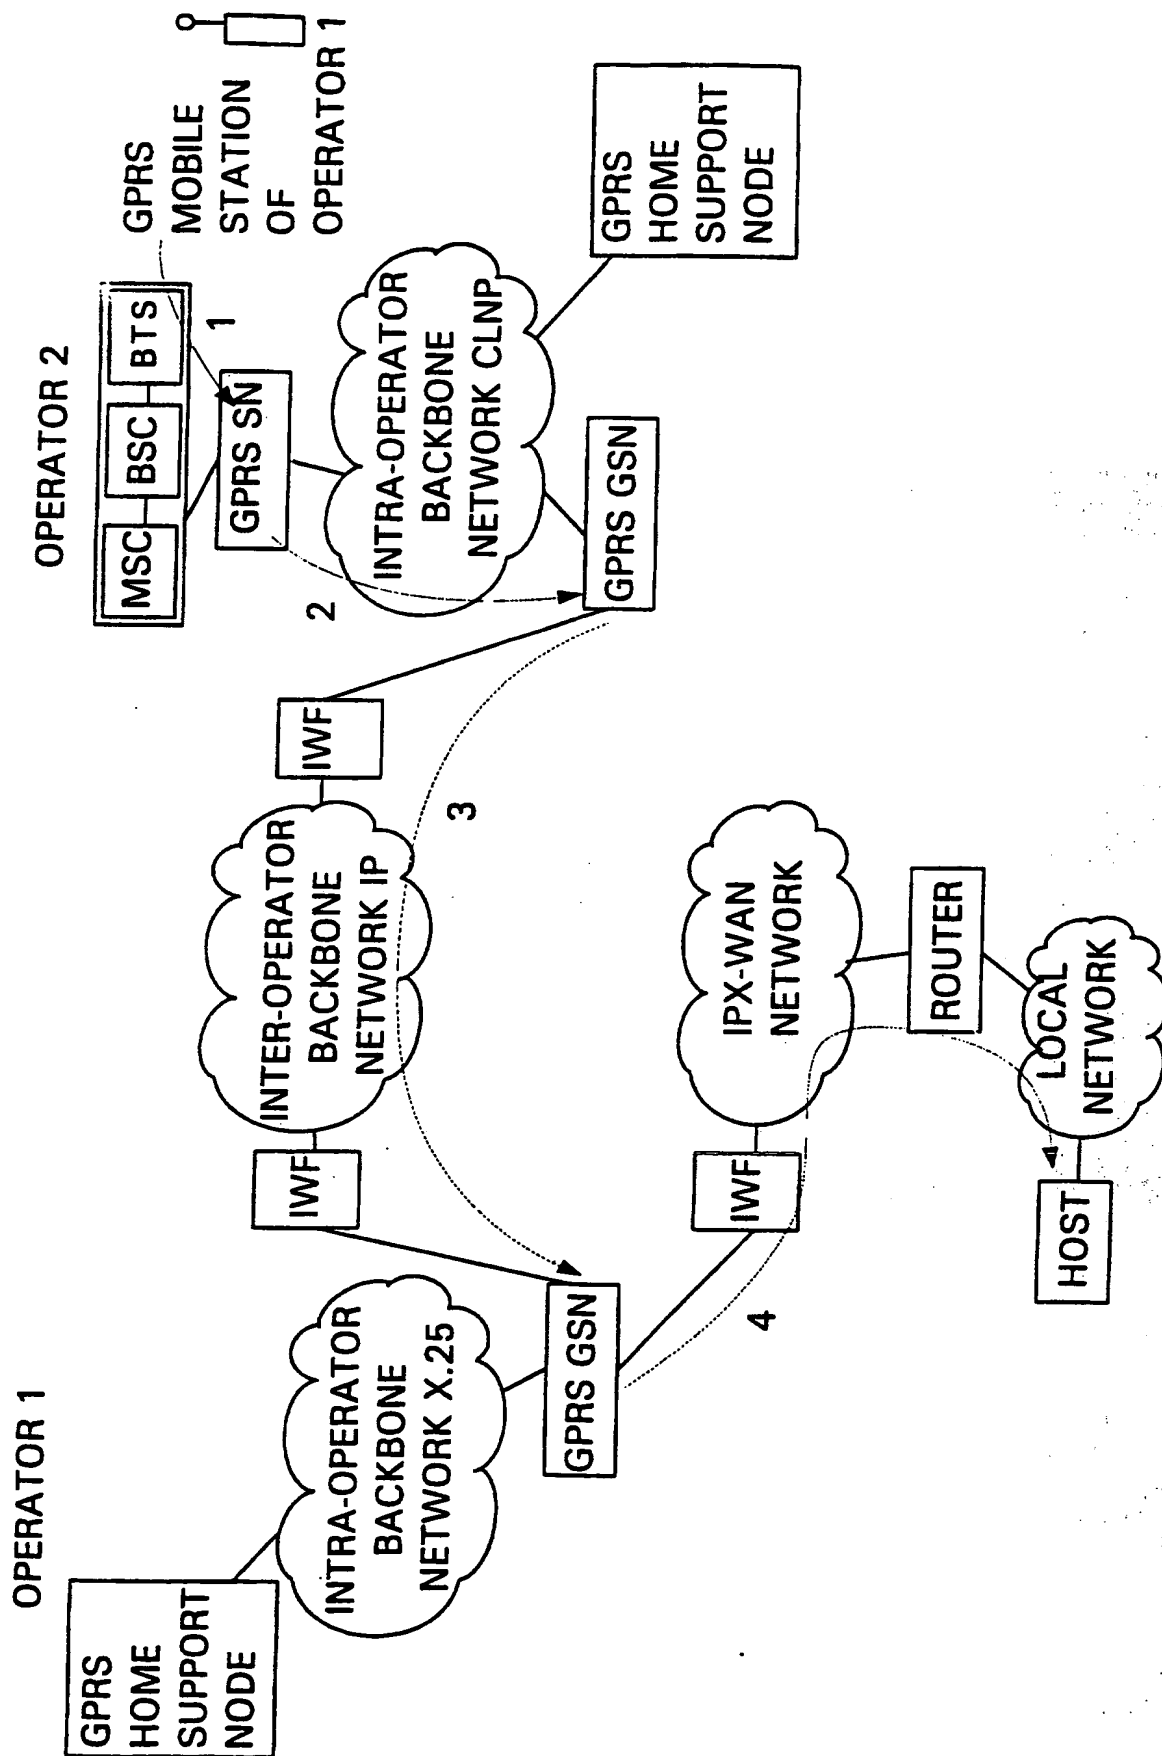 OPERATOR 1
GPRS
HOME
SUPPORT
NODE
INTRA-OPERATOR
BACKBONE
NETWORK X.25
GPRS GSN
IWF
INTER-OPERATOR
BACKBONE
NETWORK IP
IWF
3
OPERATOR 2
MSC
BSC
BTS
1
GPRS SN
2
GPRS
MOBILE
STATION
OF
OPERATOR 1
INTRA-OPERATOR
BACKBONE
NETWORK CLNP
GPRS GSN
GPRS
HOME
SUPPORT
NODE
4
IWF
IPX-WAN
NETWORK
ROUTER
LOCAL
NETWORK
HOST